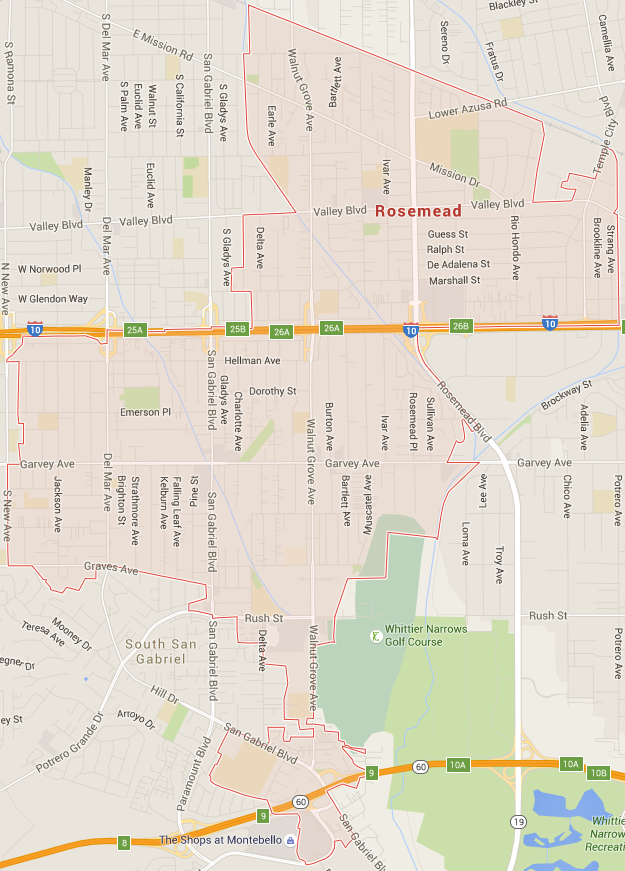 Blackley St
S Ramona St
S Del Mar Ave
E Mission Rd
Sereno Dr
Fratus Dr
Camellia Ave
Walnut Grove Ave
Bartlett Ave
S Palm Ave
Euclid Ave
Walnut St
S California St
San Gabriel Blvd
S Gladys Ave
Earle Ave
Lower Azusa Rd
Temple City Blvd
Manley Dr
Euclid Ave
Ivar Ave
Mission Dr
Valley Blvd
Valley Blvd
Valley Blvd
Rosemead
Valley Blvd
Del Mar Ave
S Gladys Ave
Delta Ave
Guess St
Ralph St
De Adalena St
Marshall St
Rio Hondo Ave
Brookline Ave
Strang Ave
N New Ave
W Norwood Pl
W Glendon Way
10
25A
25B
26A
26A
10
26B
10
Hellman Ave
San Gabriel Blvd
Gladys Ave
Charlotte Ave
Dorothy St
Emerson Pl
Burton Ave
Ivar Ave
Rosemead Pl
Sullivan Ave
Rosemead Blvd
Brockway St
Adelia Ave
Walnut Grove Ave
Garvey Ave
Garvey Ave
Garvey Ave
S New Ave
Jackson Ave
Del Mar Ave
Brighton St
Strathmore Ave
Kelburn Ave
Falling Leaf Ave
Pine St
San Gabriel Blvd
Bartlett Ave
Muscatel Ave
Lee Ave
Loma Ave
Troy Ave
Chico Ave
Potrero Ave
Graves Ave
Rush St
Rush St
Mooney Dr
Teresa Ave
South San
Gabriel
San Gabriel Blvd
Delta Ave
Walnut Grove Ave
Whittier Narrows
Golf Course
Potrero Ave
egner Dr
Hill Dr
ey St
Arroyo Dr
Potrero Grande Dr
Paramount Blvd
San Gabriel Blvd
9
60
10A
10A
10B
60
9
8
19
The Shops at Montebello
San Gabriel Blvd
Whittie
Narrow
Recreati